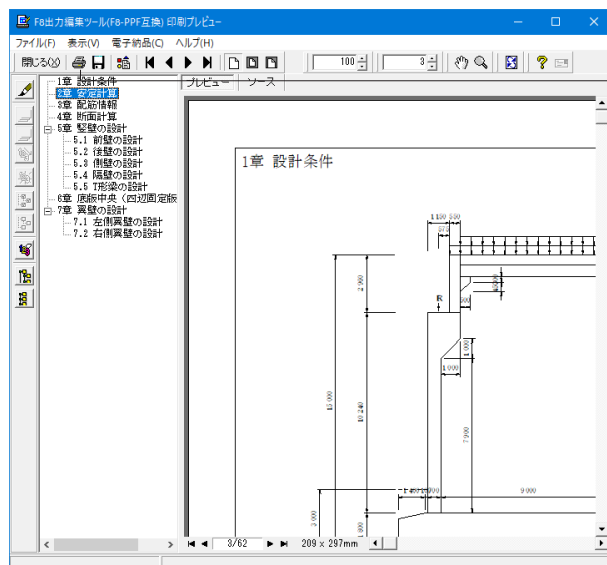 F8出力編集ツール(F8-PPF互換) 印刷プレビュー
ファイル(F) 表示(V) 電子納品(C) ヘルプ(H)
閉じる(X) 100 3
プレビュー ソース
1章 設計条件
2章 安定計算
3章 配筋情報
4章 断面計算
5章 竪壁の設計
5.1 前壁の設計
5.2 後壁の設計
5.3 側壁の設計
5.4 隔壁の設計
5.5 T形梁の設計
6章 底版中央（四辺固定版
7章 翼壁の設計
7.1 左側翼壁の設計
7.2 右側翼壁の設計
1章 設計条件
1 150 550
575
2 900
R
500
1 000
1 000
15 000
10 240
7 900
9 000
3 000
1 800
3/62 209 x 297mm